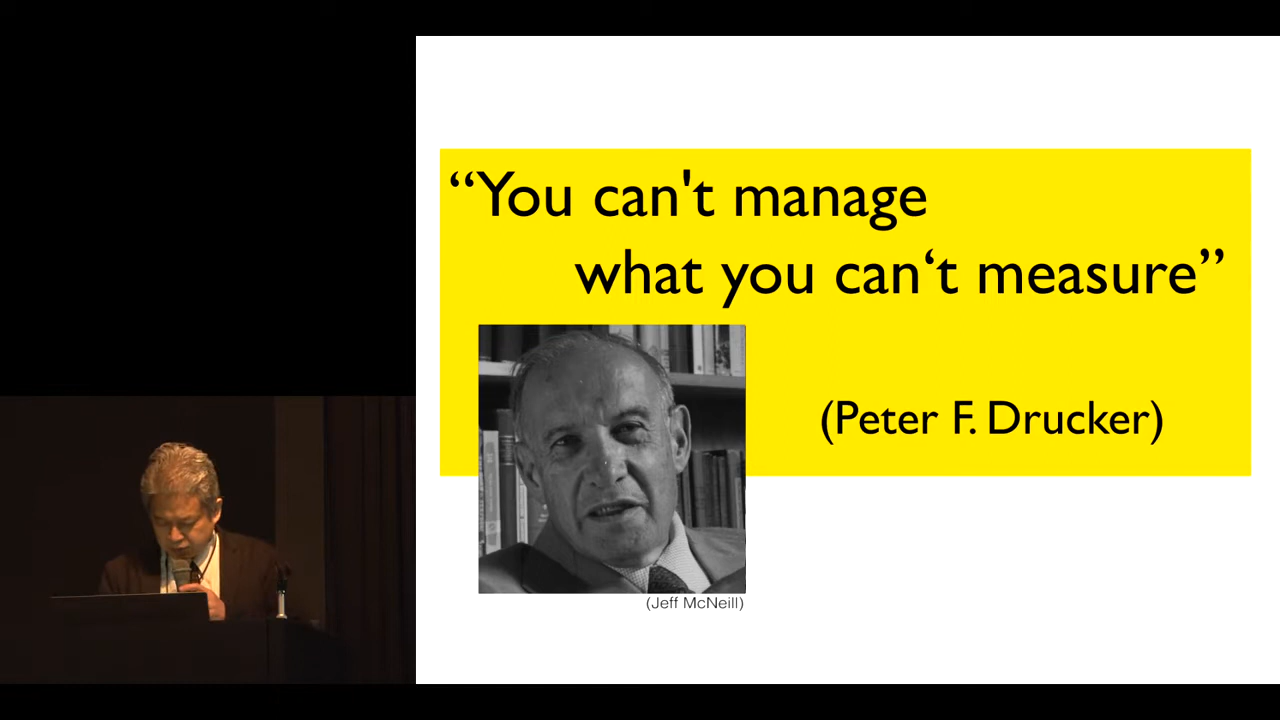 “You can't manage
what you can‘t measure”
(Peter F. Drucker)
(Jeff McNeill)